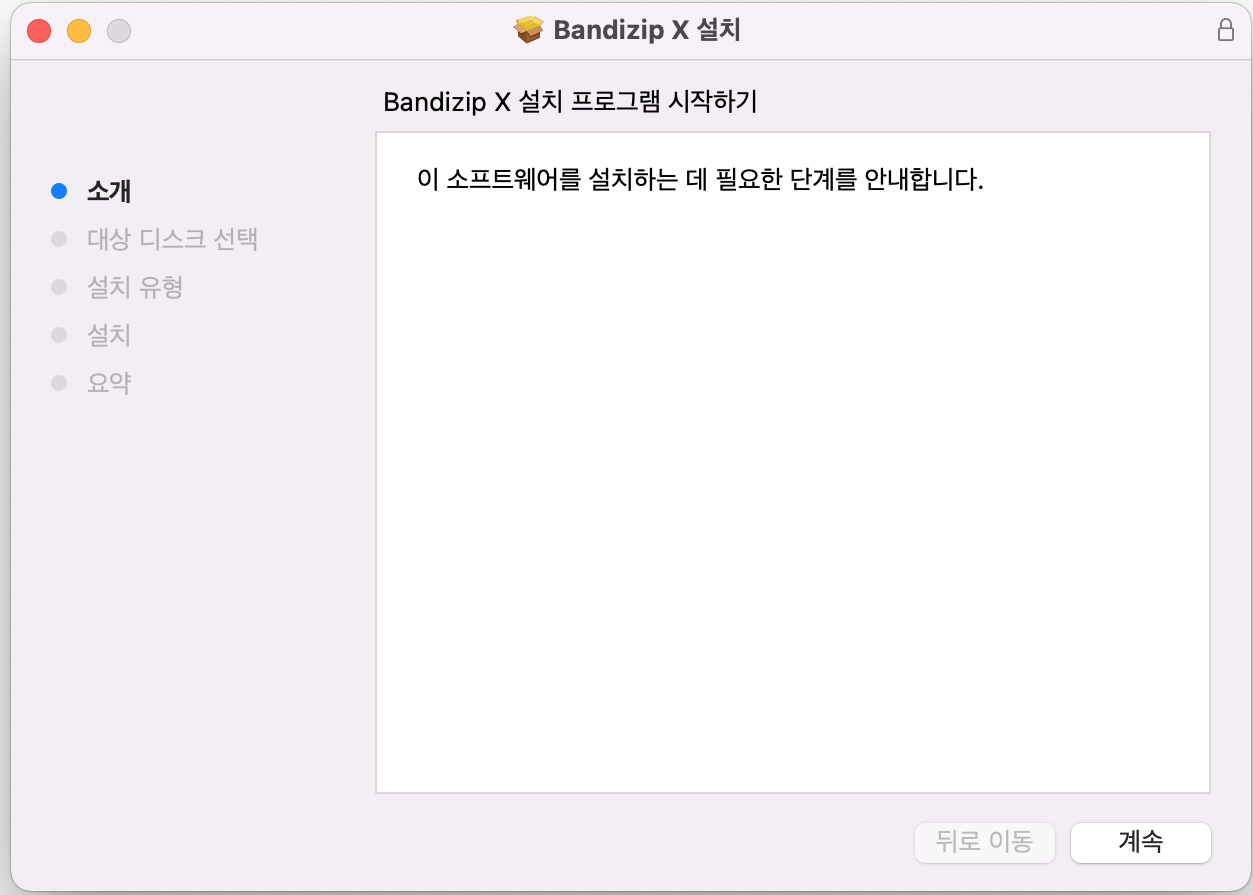 Bandizip X 설치
Bandizip X 설치 프로그램 시작하기
소개
대상 디스크 선택
설치 유형
설치
요약
이 소프트웨어를 설치하는 데 필요한 단계를 안내합니다.
뒤로 이동
계속